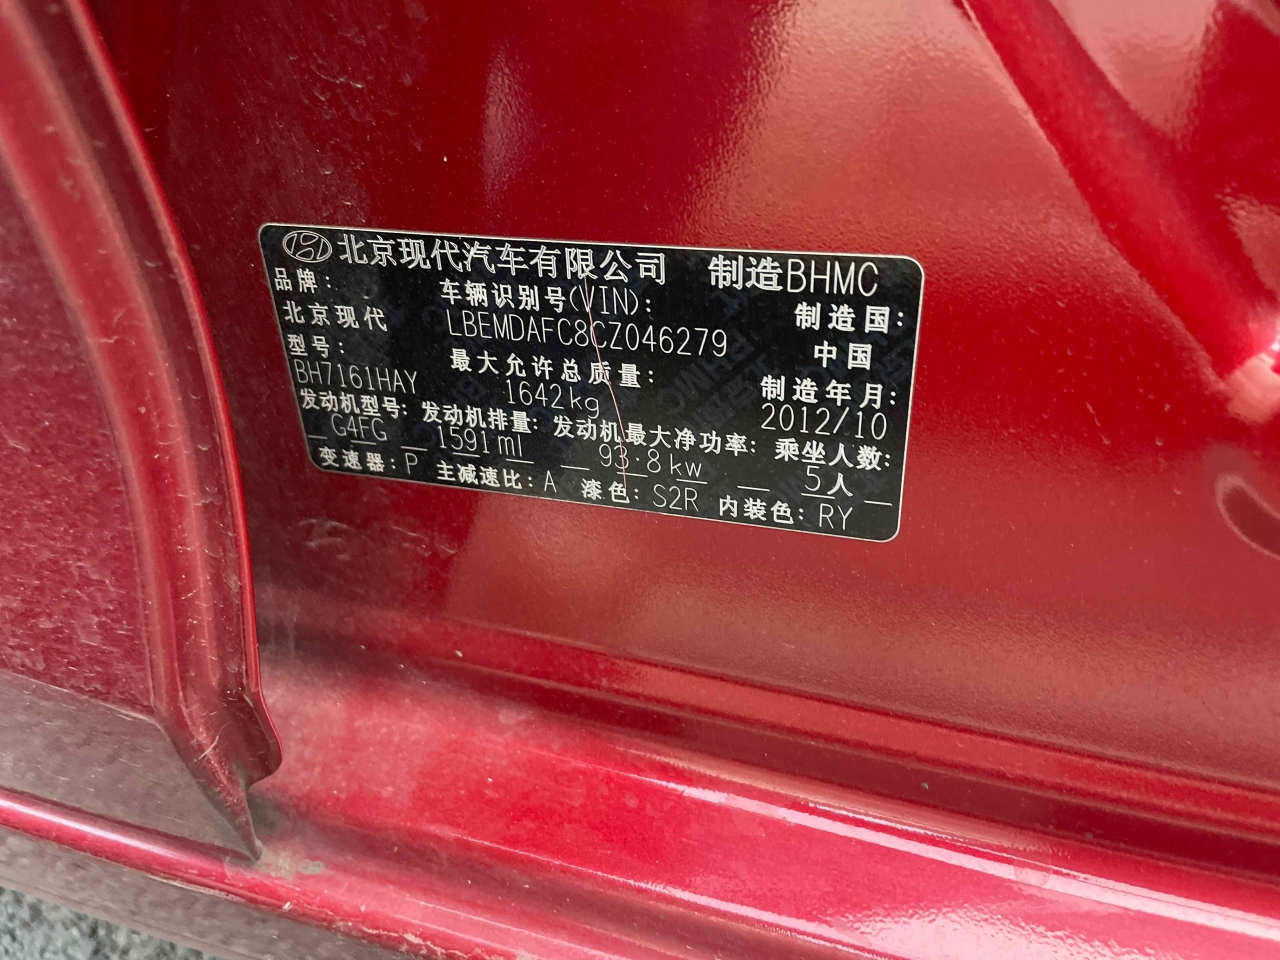 北京现代汽车有限公司 制造BHMC
品牌: 车辆识别号(VIN): 制造国:
北京现代 LBEMDAFC8CZ046279 中国
型号: 最大允许总质量: 制造年月:
BH7161HAY 1642kg 2012/10
发动机型号: 发动机排量: 发动机最大净功率: 乘坐人数:
G4FG 1591ml 93.8kw 5人
变速器: P 主减速比: A 漆色: S2R 内装色: RY